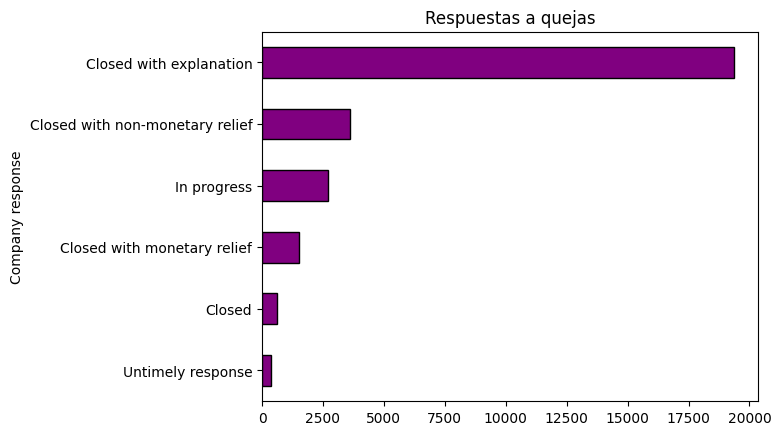 Respuestas a quejas
Company response
Closed with explanation
Closed with non-monetary relief
In progress
Closed with monetary relief
Closed
Untimely response
0 2500 5000 7500 10000 12500 15000 17500 20000